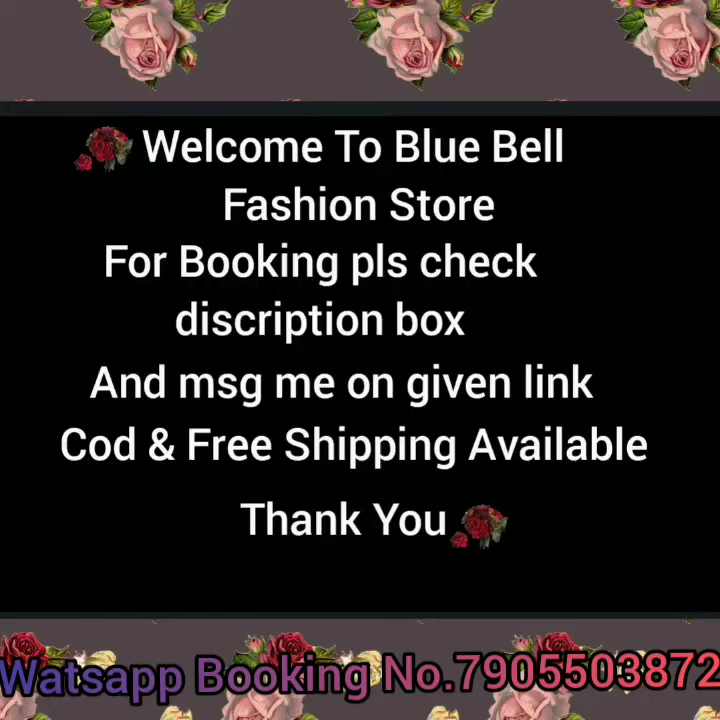 Welcome To Blue Bell
Fashion Store
For Booking pls check
discription box
And msg me on given link
Cod & Free Shipping Available
Thank You
Watsapp Booking No.7905503872